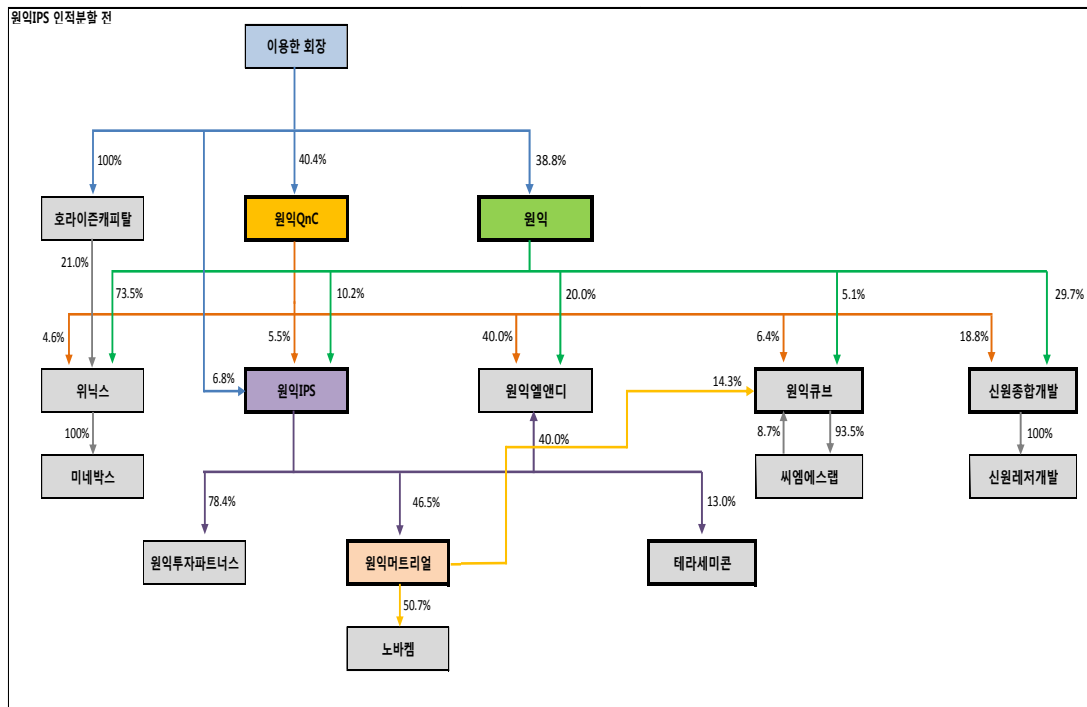 원익IPS 인적분할 전
이용한 회장
100%
40.4%
38.8%
호라이즌캐피탈
원익QnC
원익
21.0%
73.5%
10.2%
20.0%
5.1%
29.7%
4.6%
5.5%
40.0%
6.4%
18.8%
6.8%
14.3%
위닉스
원익IPS
원익엘앤디
원익큐브
신원종합개발
100%
40.0%
8.7%
93.5%
100%
미네박스
씨엠에스랩
신원레저개발
78.4%
46.5%
13.0%
원익투자파트너스
원익머트리얼
테라세미콘
50.7%
노바켐